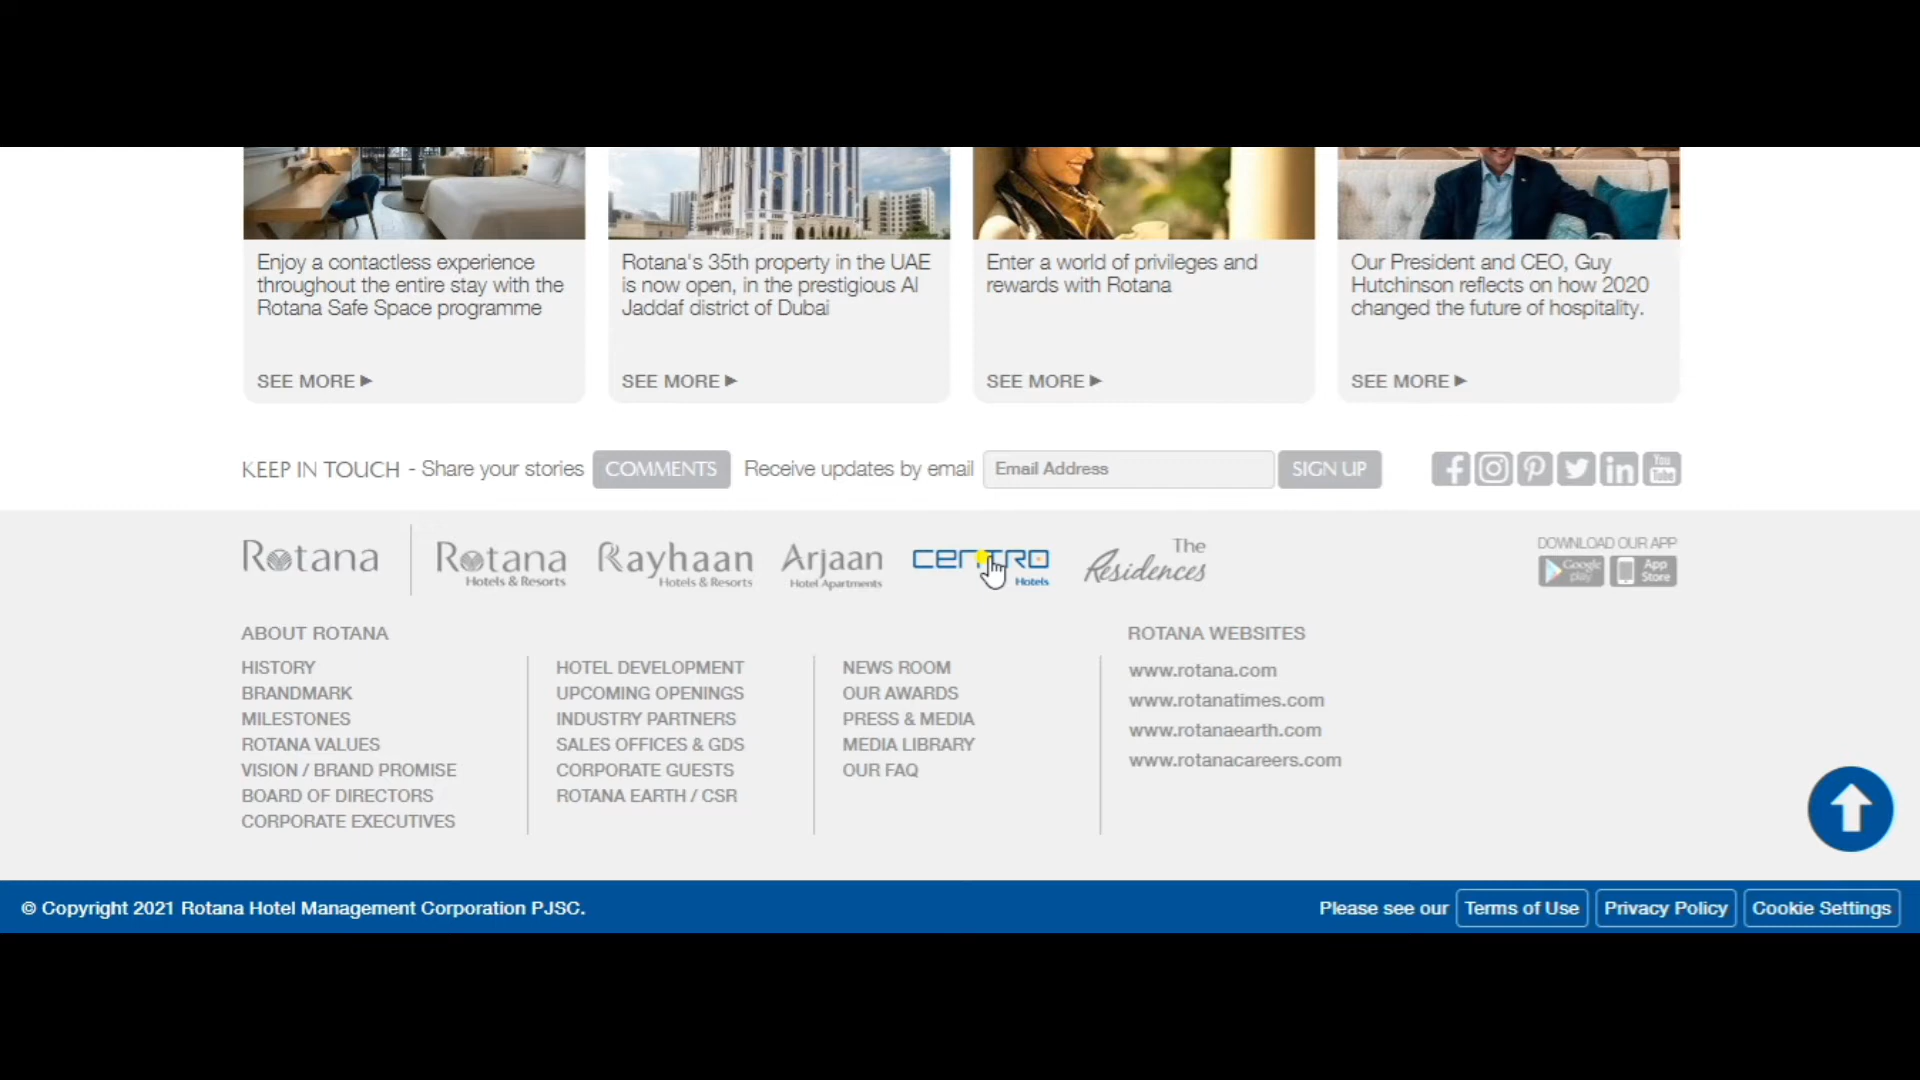 Enjoy a contactless experience
throughout the entire stay with the
Rotana Safe Space programme
SEE MORE ▶
Rotana's 35th property in the UAE
is now open, in the prestigious Al
Jaddaf district of Dubai
SEE MORE ▶
Enter a world of privileges and
rewards with Rotana
SEE MORE ▶
Our President and CEO, Guy
Hutchinson reflects on how 2020
changed the future of hospitality.
SEE MORE ▶
KEEP IN TOUCH - Share your stories COMMENTS Receive updates by email Email Address SIGN UP
You
Tube
Rotana
Rotana
Hotels & Resorts
Rayhaan
Hotels & Resorts
Arjaan
Hotel Apartments
CENTRO
Hotels
The
Residences
DOWNLOAD OUR APP
Google
play
App
Store
ABOUT ROTANA
HISTORY
BRANDMARK
MILESTONES
ROTANA VALUES
VISION / BRAND PROMISE
BOARD OF DIRECTORS
CORPORATE EXECUTIVES
HOTEL DEVELOPMENT
UPCOMING OPENINGS
INDUSTRY PARTNERS
SALES OFFICES & GDS
CORPORATE GUESTS
ROTANA EARTH / CSR
NEWS ROOM
OUR AWARDS
PRESS & MEDIA
MEDIA LIBRARY
OUR FAQ
ROTANA WEBSITES
www.rotana.com
www.rotanatimes.com
www.rotanaearth.com
www.rotanacareers.com
© Copyright 2021 Rotana Hotel Management Corporation PJSC.
Please see our Terms of Use Privacy Policy Cookie Settings